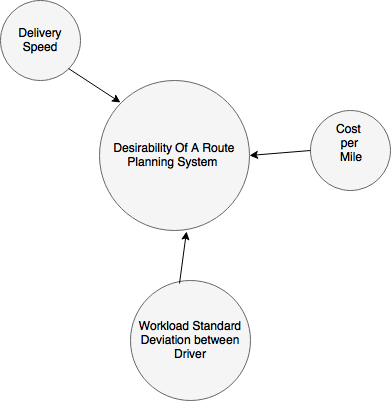 Delivery
Speed
Desirability Of A Route
Planning System
Cost
per
Mile
Workload Standard
Deviation between
Driver